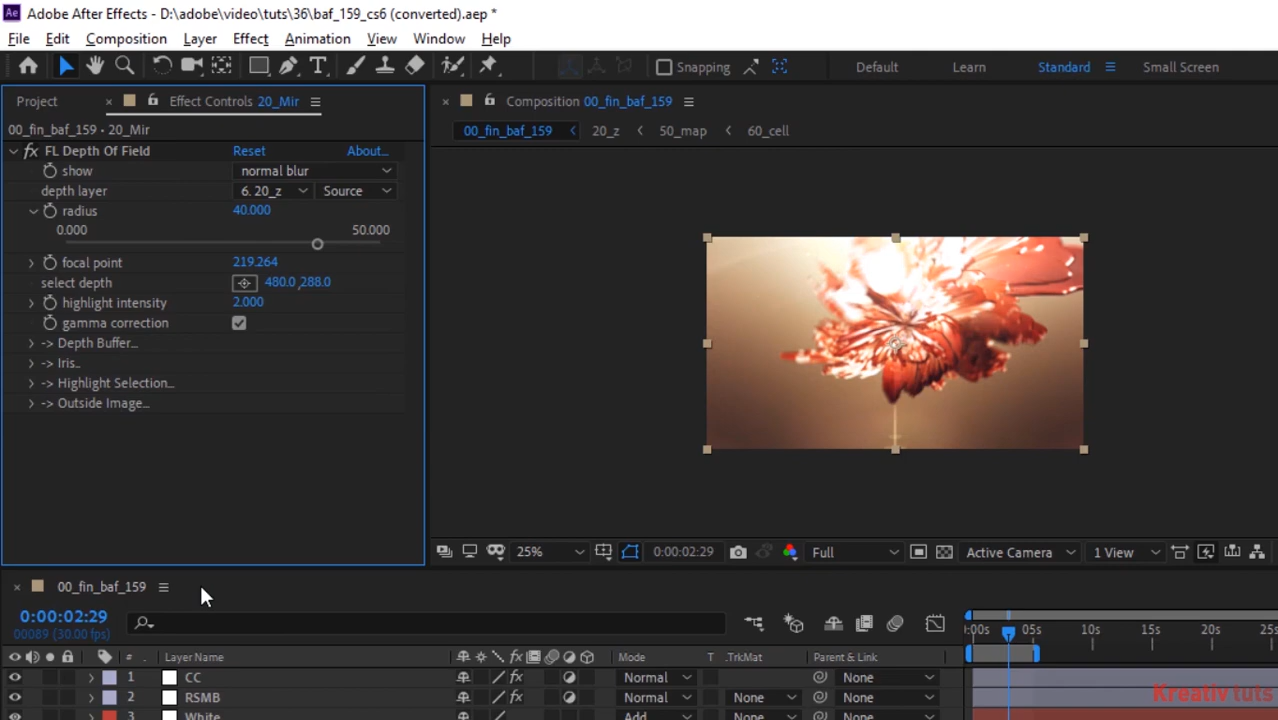 Ae Adobe After Effects - D:\adobe\video\tuts\36\baf_159_cs6 (converted).aep *
File Edit Composition Layer Effect Animation View Window Help
Snapping Default Learn Standard Small Screen
Project Effect Controls 20_Mir
Composition 00_fin_baf_159
00_fin_baf_159 • 20_Mir
00_fin_baf_159 20_z 50_map 60_cell
fx FL Depth Of Field Reset About...
show normal blur
depth layer 6. 20_z Source
radius 40.000
0.000 50.000
focal point 219.264
select depth 480.0,288.0
highlight intensity 2.000
gamma correction
-> Depth Buffer...
-> Iris..
-> Highlight Selection...
-> Outside Image...
25% 0:00:02:29 Full Active Camera 1 View
00_fin_baf_159
0:00:02:29
00089 (30.00 fps)
:00s 05s 10s 15s 20s 25s
# Layer Name fx Mode T .TrkMat Parent & Link
1 CC fx Normal None
2 RSMB fx Normal None None
3 White Add None None
Kreativ tuts